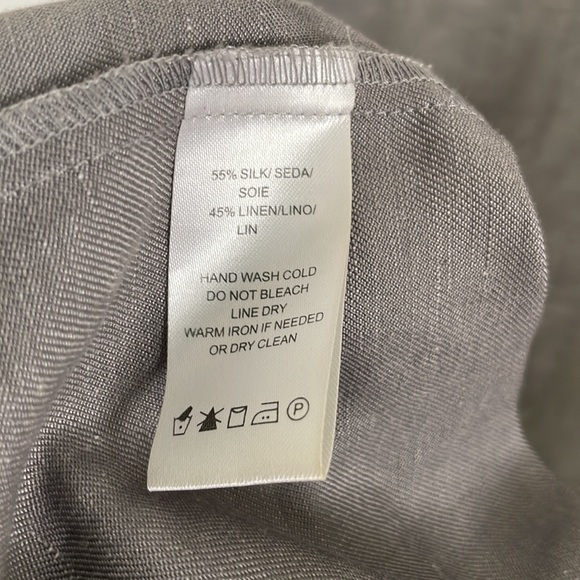 55% SILK/ SEDA/
SOIE
45% LINEN/LINO/
LIN
HAND WASH COLD
DO NOT BLEACH
LINE DRY
WARM IRON IF NEEDED
OR DRY CLEAN
P